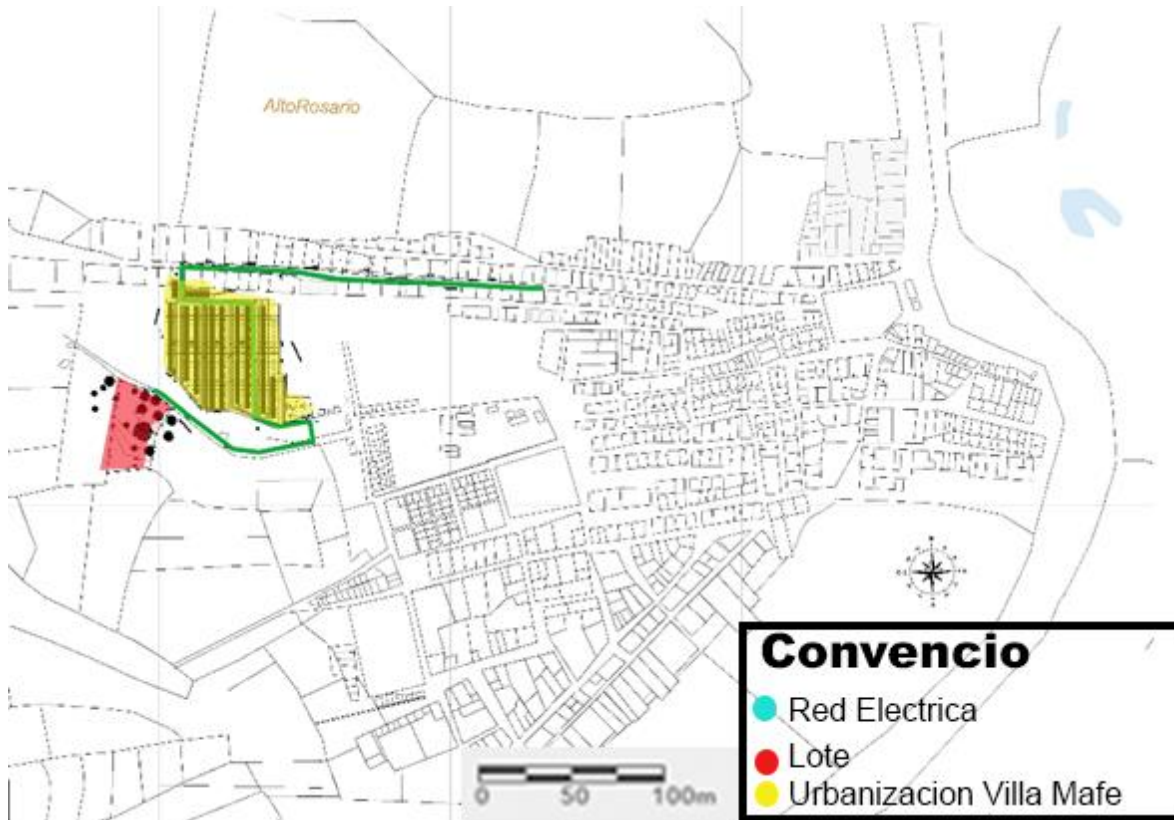 AltoRosario
Convencio
Red Electrica
Lote
Urbanizacion Villa Mafe
0 50 100m